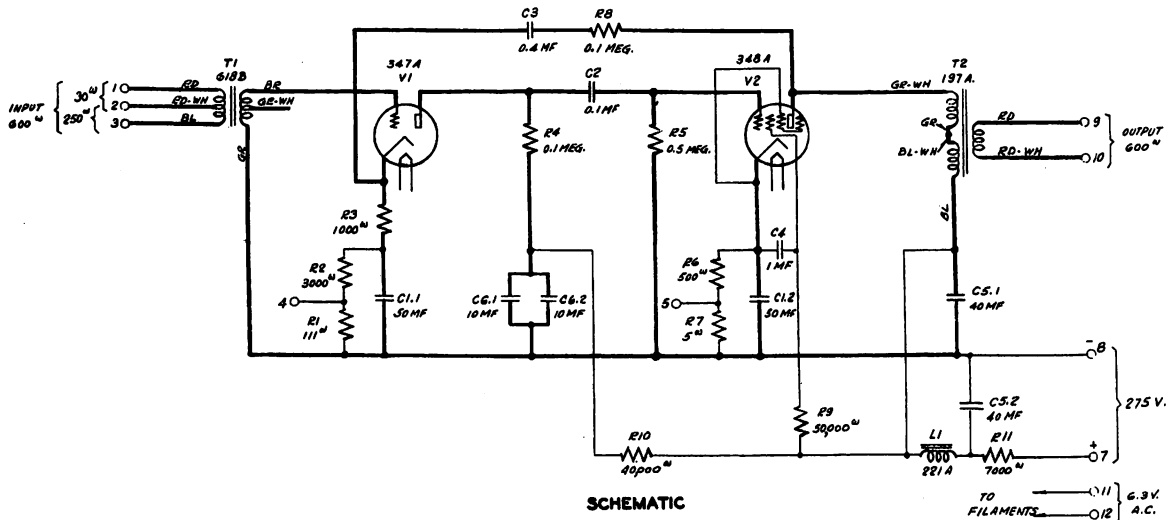 C3
0.4 MF
R8
0.1 MEG.
T1
618B
347A
V1
C2
0.1 MF
348A
V2
T2
197A.
INPUT
600ω
30ω
250ω
1
2
3
RD
RD-WH
BL
BR
GR-WH
GR
R4
0.1 MEG.
R5
0.5 MEG.
GR-WH
GR
BL-WH
BL
RD
RD-WH
9
10
OUTPUT
600ω
R3
1000ω
R2
3000ω
4
R1
111ω
C1.1
50 MF
C6.1
10 MF
C6.2
10 MF
R6
500ω
5
R7
5ω
C4
1 MF
C1.2
50 MF
C5.1
40 MF
- 8
C5.2
40 MF
275 V.
R10
40,000ω
R9
50,000ω
L1
221A
R11
7000ω
+ 7
SCHEMATIC
TO
FILAMENTS
11
12
6.3 V.
A.C.